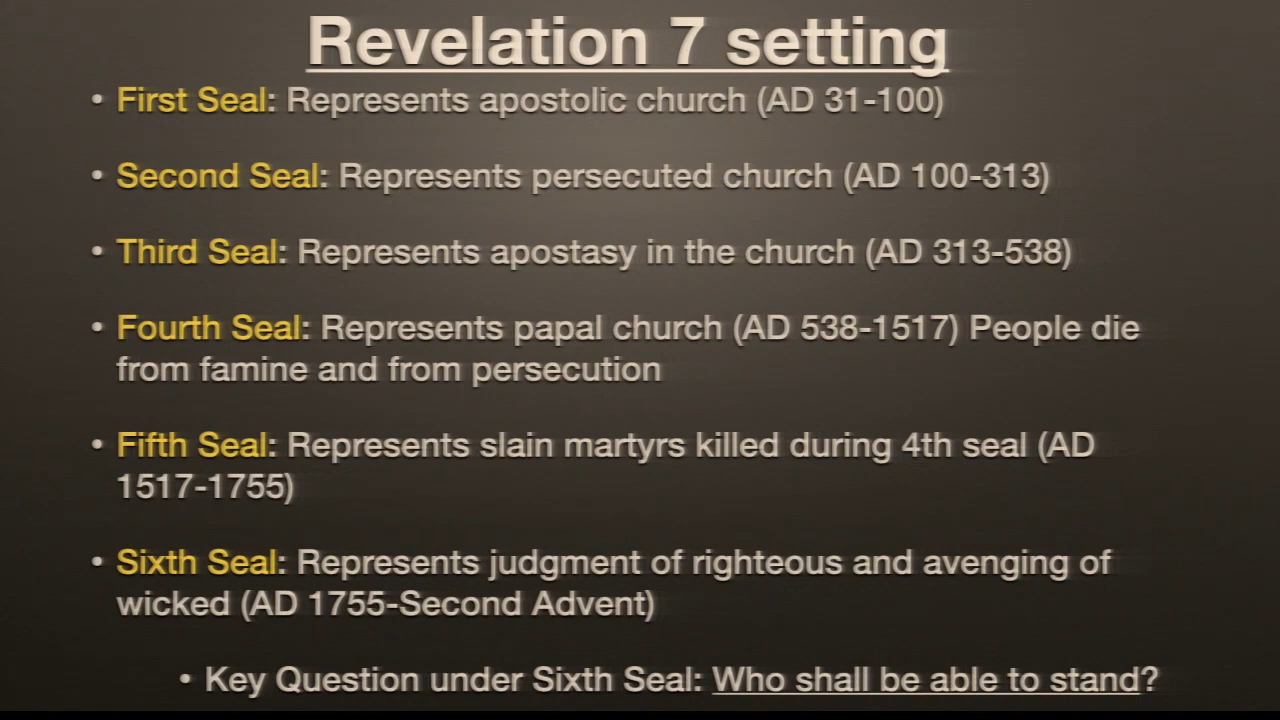 Revelation 7 setting
• First Seal: Represents apostolic church (AD 31-100)
• Second Seal: Represents persecuted church (AD 100-313)
• Third Seal: Represents apostasy in the church (AD 313-538)
• Fourth Seal: Represents papal church (AD 538-1517) People die
from famine and from persecution
• Fifth Seal: Represents slain martyrs killed during 4th seal (AD
1517-1755)
• Sixth Seal: Represents judgment of righteous and avenging of
wicked (AD 1755-Second Advent)
• Key Question under Sixth Seal: Who shall be able to stand?